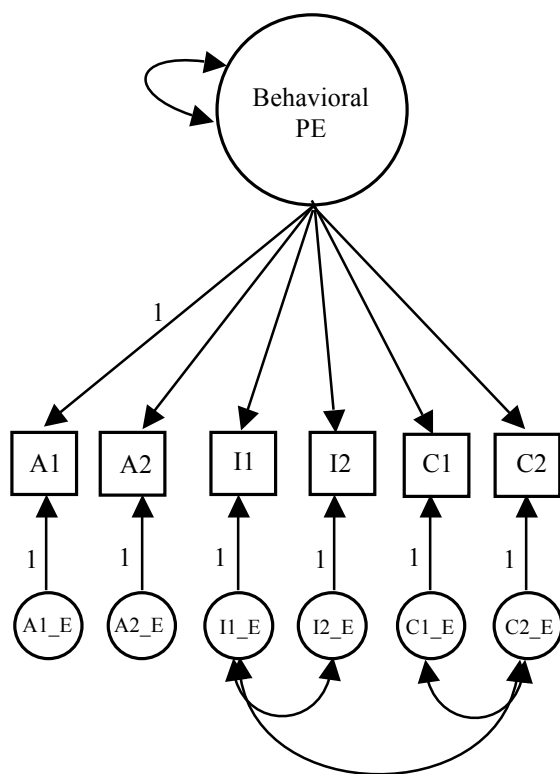 Behavioral
PE
1
A1 A2 I1 I2 C1 C2
1 1 1 1 1 1
A1_E A2_E I1_E I2_E C1_E C2_E